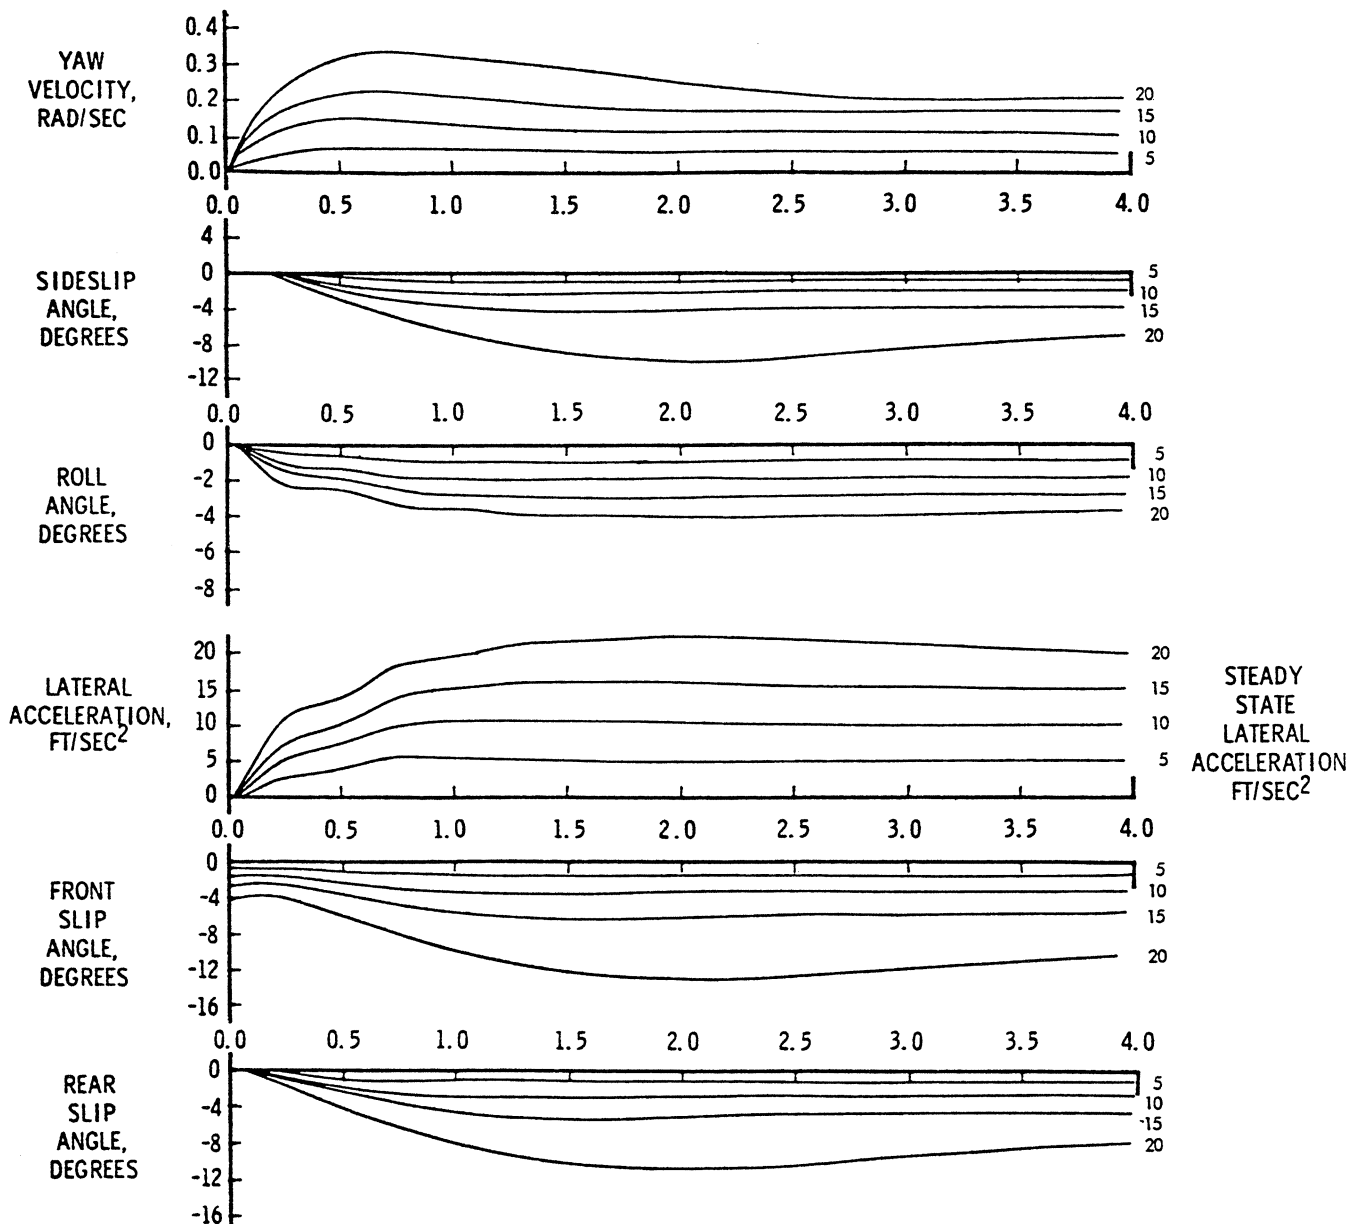 0.4
0.3
0.2
0.1
0.0
YAW
VELOCITY,
RAD/SEC
20
15
10
5
0.0 0.5 1.0 1.5 2.0 2.5 3.0 3.5 4.0
4
0
-4
-8
-12
SIDESLIP
ANGLE,
DEGREES
5
10
15
20
0.0 0.5 1.0 1.5 2.0 2.5 3.0 3.5 4.0
0
-2
-4
-6
-8
ROLL
ANGLE,
DEGREES
5
10
15
20
20
15
10
5
0
LATERAL
ACCELERATION,
FT/SEC2
20
15
10
5
STEADY
STATE
LATERAL
ACCELERATION
FT/SEC2
0.0 0.5 1.0 1.5 2.0 2.5 3.0 3.5 4.0
0
-4
-8
-12
-16
FRONT
SLIP
ANGLE,
DEGREES
5
10
15
20
0.0 0.5 1.0 1.5 2.0 2.5 3.0 3.5 4.0
0
-4
-8
-12
-16
REAR
SLIP
ANGLE,
DEGREES
5
10
15
20